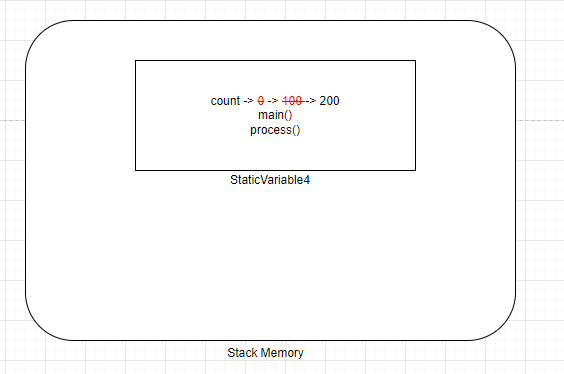 count -> 0 -> 100 --> 200
main()
process()
StaticVariable4
Stack Memory